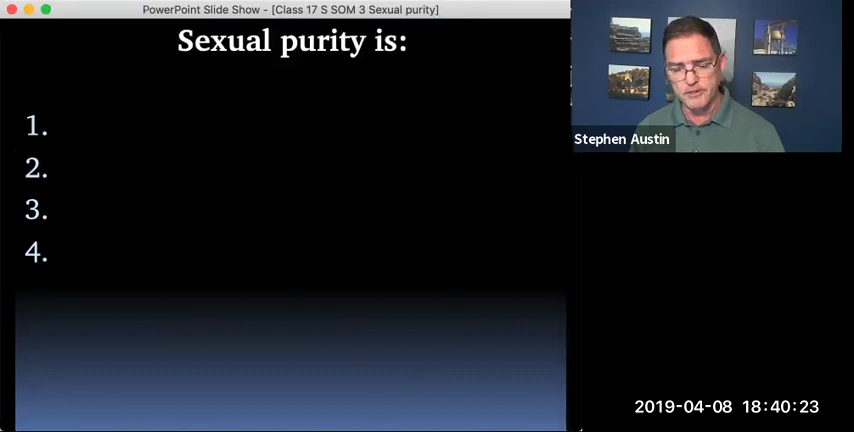 PowerPoint Slide Show - [Class 17 S SOM 3 Sexual purity]
Sexual purity is:
1.
2.
3.
4.
Stephen Austin
2019-04-08 18:40:23